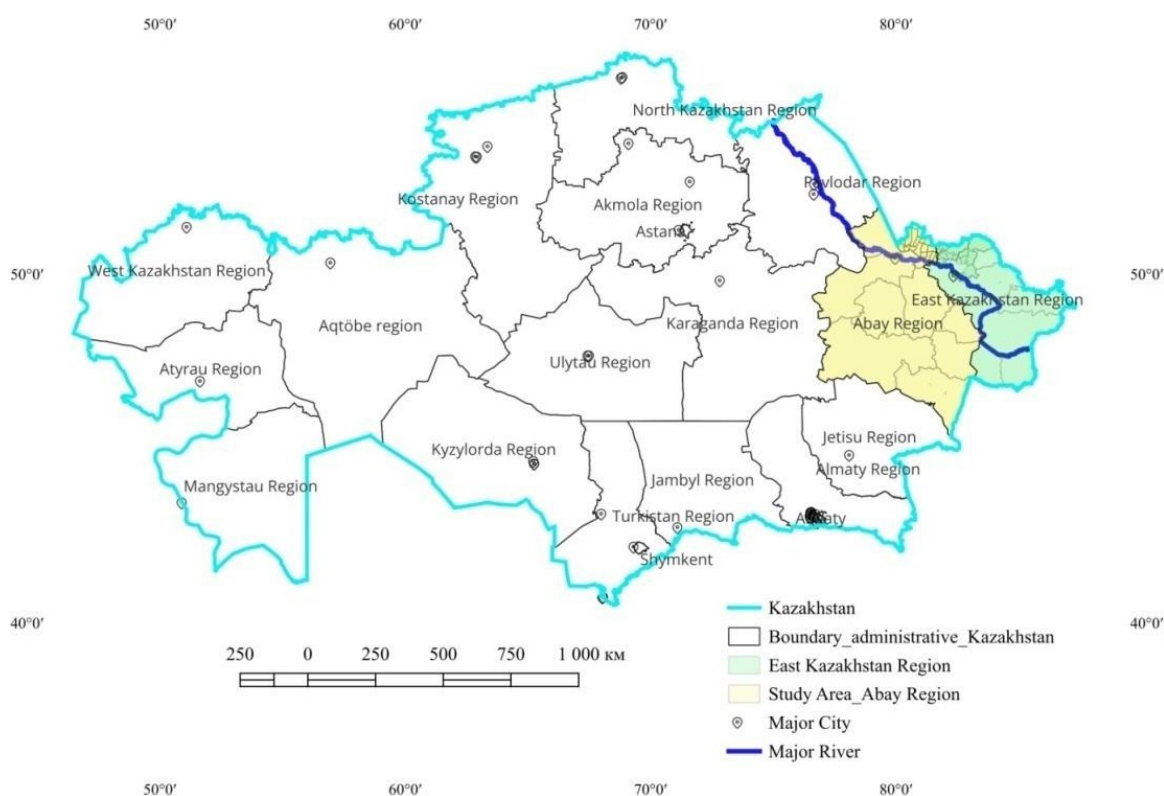 50°0′ 60°0′ 70°0′ 80°0′
North Kazakhstan Region
Pavlodar Region
Kostanay Region
Akmola Region
Astana
50°0′ 50°0′
West Kazakhstan Region
East Kazakhstan Region
Aqtöbe region
Karaganda Region
Abay Region
Ulytau Region
Atyrau Region
Jetisu Region
Kyzylorda Region
Almaty Region
Jambyl Region
Mangystau Region
Turkistan Region
Almaty
Shymkent
Kazakhstan
40°0′ 40°0′
Boundary_administrative_Kazakhstan
250 0 250 500 750 1 000 км
East Kazakhstan Region
Study Area_Abay Region
Major City
Major River
50°0′ 60°0′ 70°0′ 80°0′